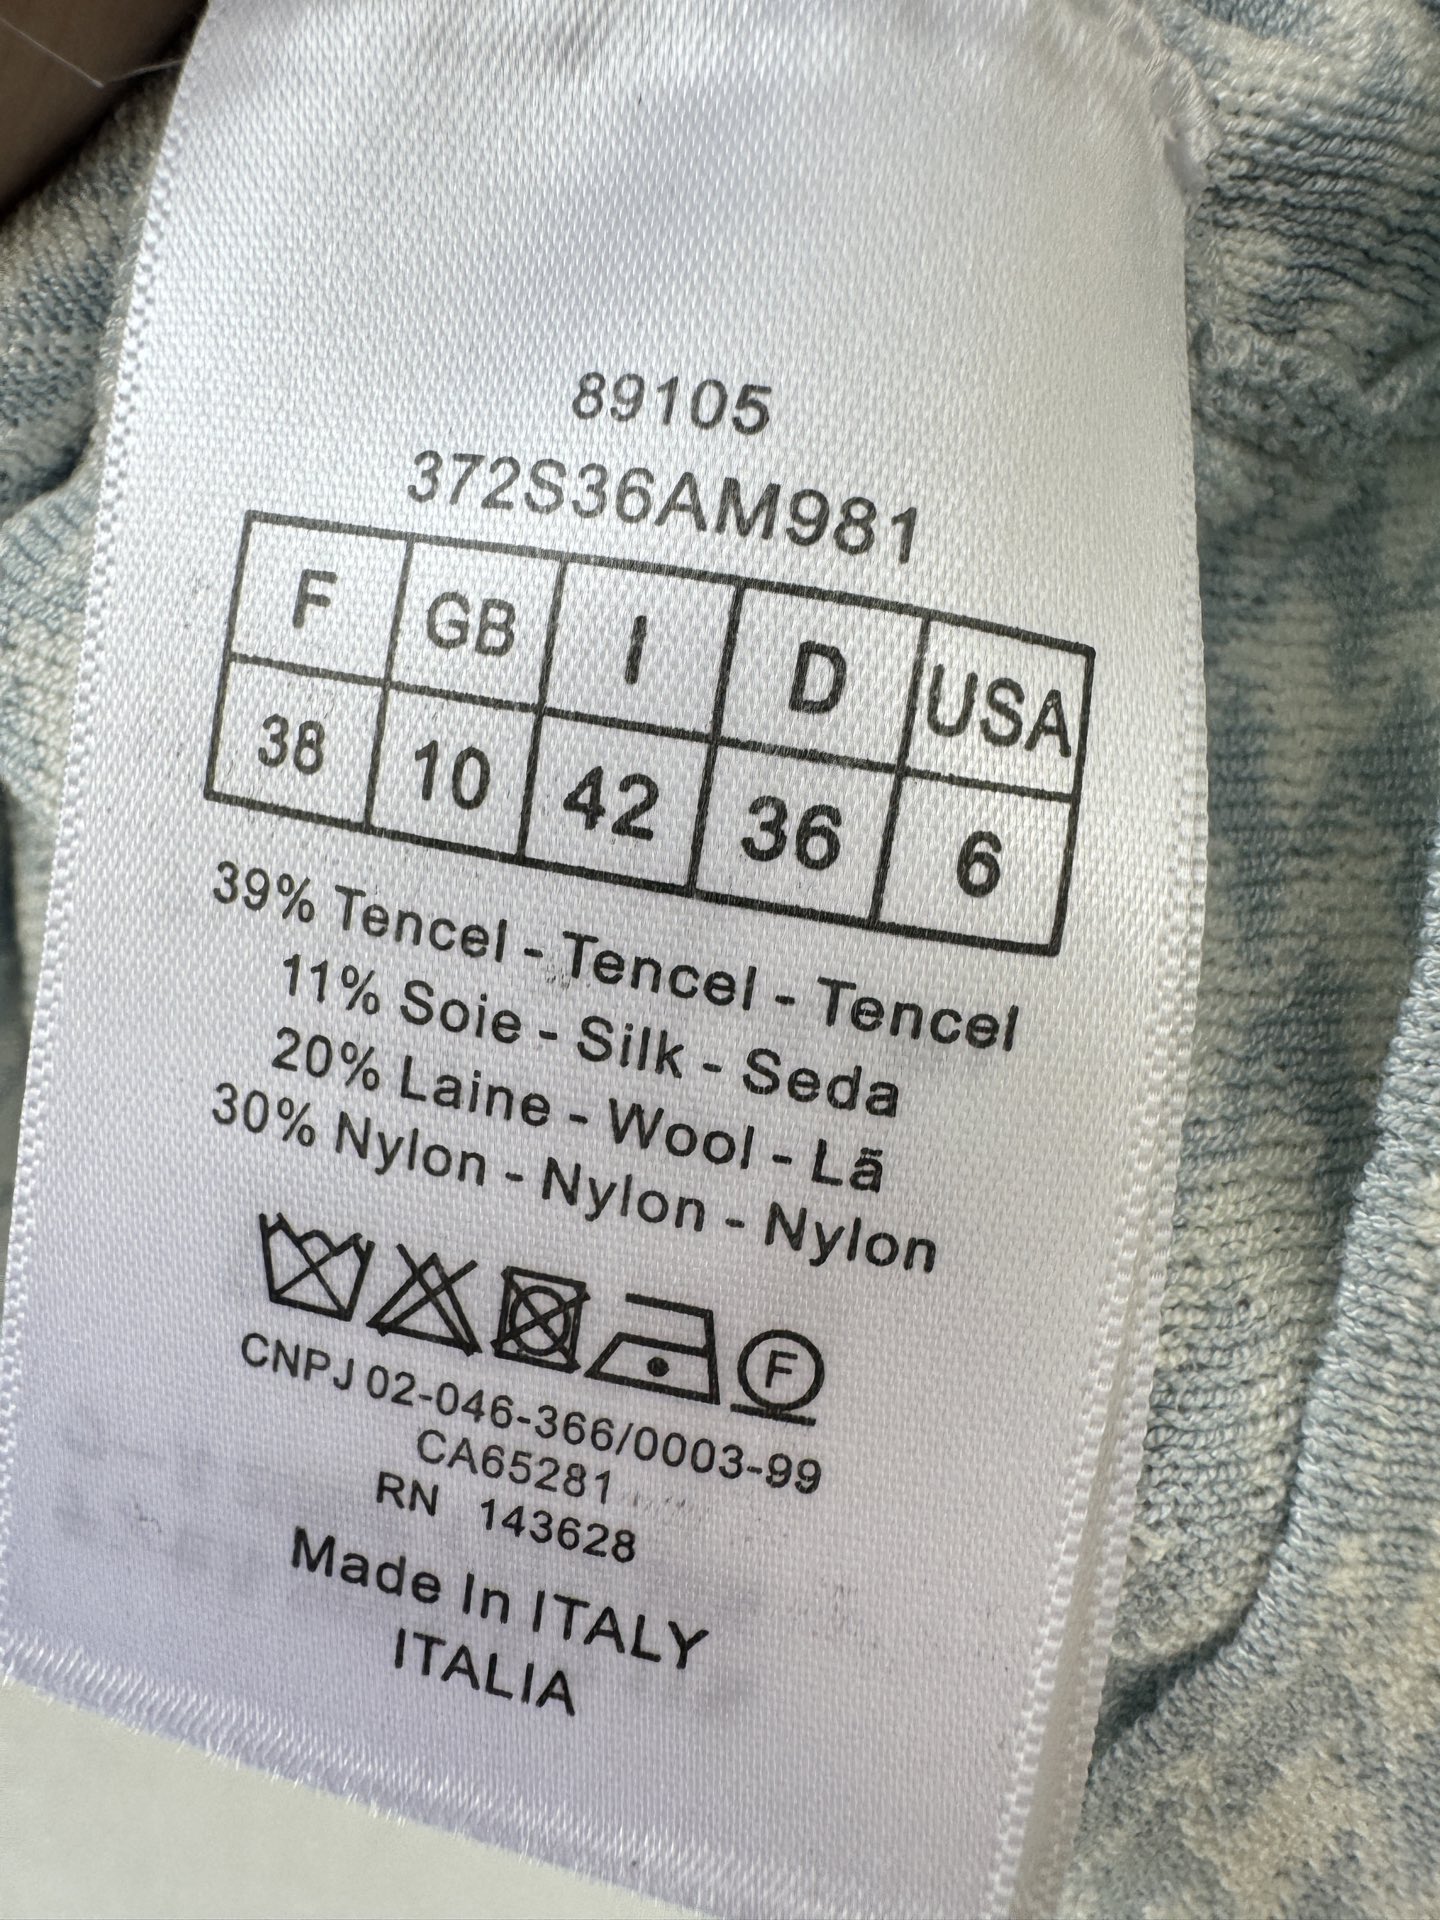 89105
372S36AM981
F GB I D USA
38 10 42 36 6
39% Tencel - Tencel - Tencel
11% Soie - Silk - Seda
20% Laine - Wool - Lã
30% Nylon - Nylon - Nylon
F
CNPJ 02-046-366/0003-99
CA65281
RN 143628
Made In ITALY
ITALIA